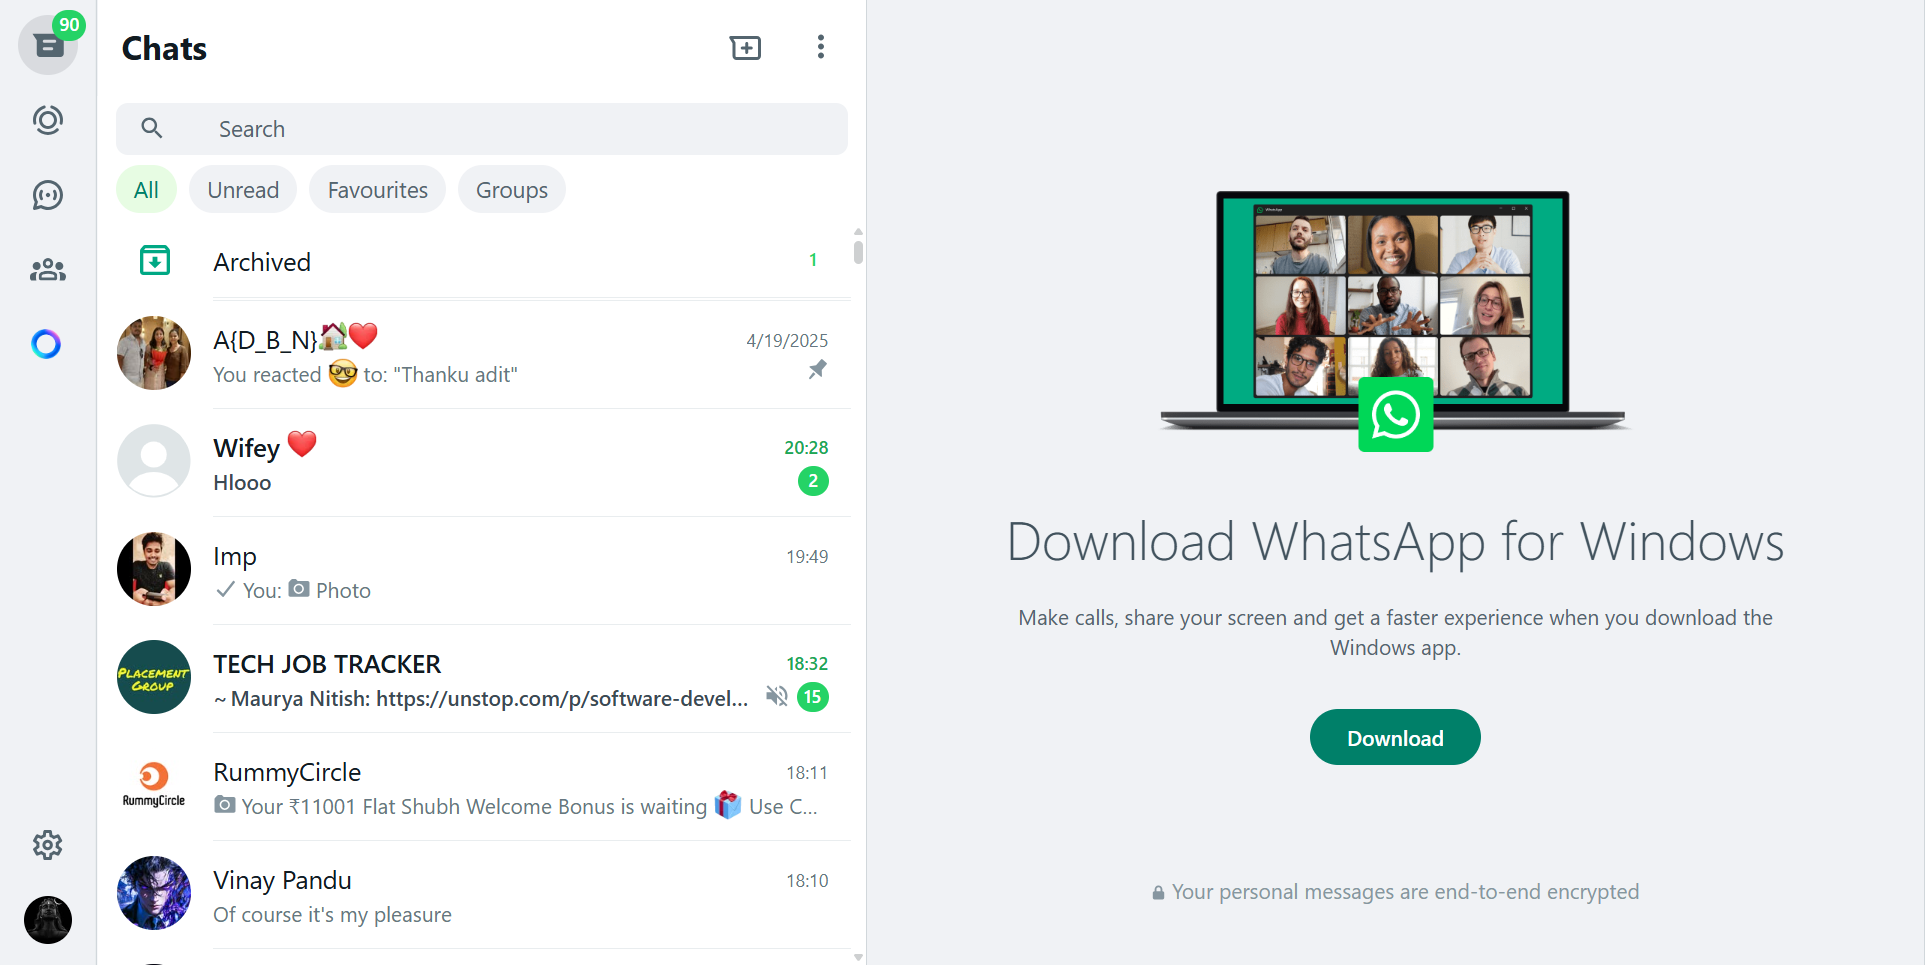 90
Chats
Search
All
Unread
Favourites
Groups
Archived
1
A{D_B_N}🏡❤️
4/19/2025
You reacted 🤓 to: "Thanku adit"
Wifey ❤️
20:28
Hlooo
2
Imp
19:49
You: Photo
PLACEMENT
GROUP
TECH JOB TRACKER
18:32
~ Maurya Nitish: https://unstop.com/p/software-devel...
15
RummyCircle
RummyCircle
18:11
Your ₹11001 Flat Shubh Welcome Bonus is waiting 🎁 Use C...
Vinay Pandu
18:10
Of course it's my pleasure
WhatsApp
Download WhatsApp for Windows
Make calls, share your screen and get a faster experience when you download the
Windows app.
Download
Your personal messages are end-to-end encrypted